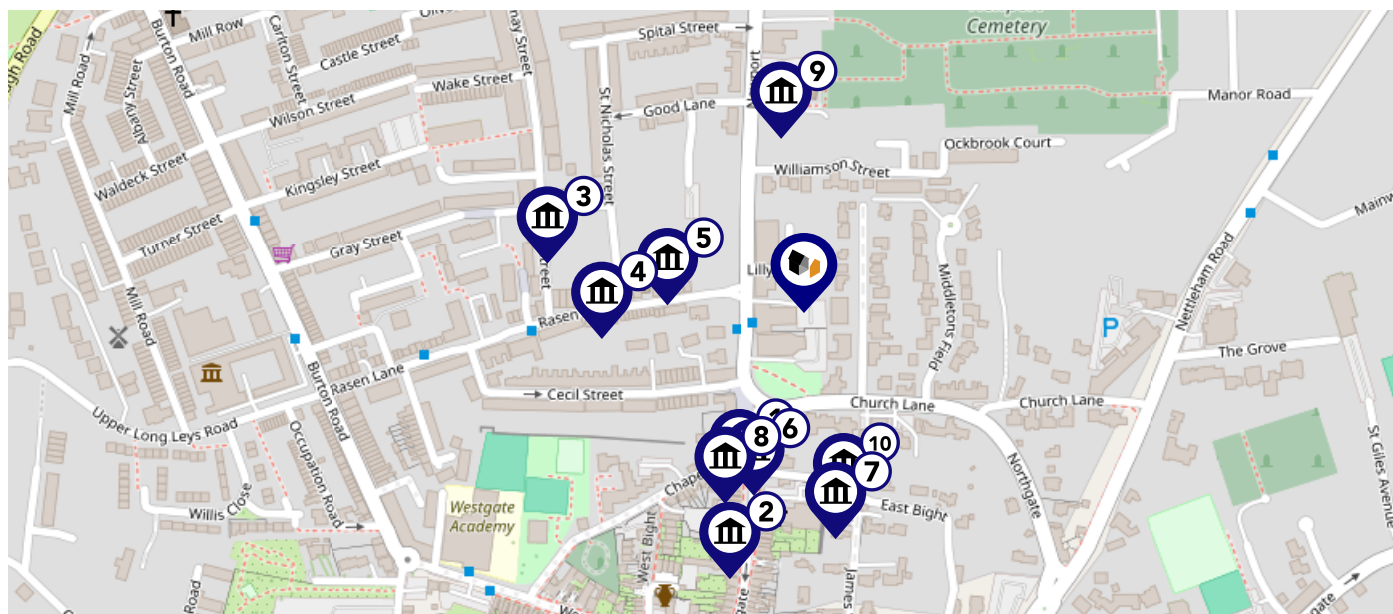 Mill Row
Castle Street
Carlton Street
Burton Road
Mill Road
Albany Street
Wilson Street
Wake Street
Spital Street
Cemetery
9
Good Lane
St Nicholas Street
Manor Road
Ockbrook Court
Williamson Street
Waldeck Street
Kingsley Street
Turner Street
Gray Street
3
5
4
Mill Road
Rasen
Middletons Field
Nettleham Road
P
The Grove
Rasen Lane
Burton Road
Cecil Street
Church Lane
Church Lane
Upper Long Leys Road
Occupation Road
8
6
10
7
St Giles Avenue
Northgate
Willis Close
Westgate
Academy
2
East Bight
West Bight
James
Road